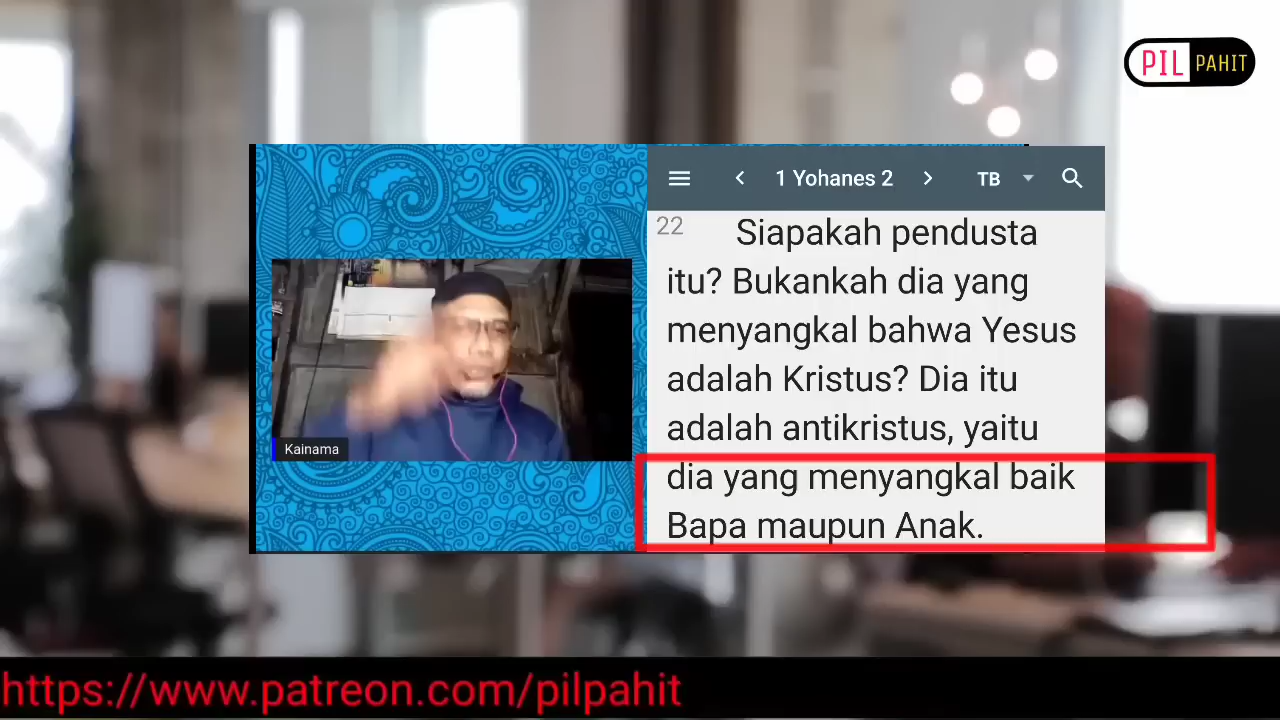 PIL PAHIT
1 Yohanes 2
TB
22 Siapakah pendusta
itu? Bukankah dia yang
menyangkal bahwa Yesus
adalah Kristus? Dia itu
adalah antikristus, yaitu
dia yang menyangkal baik
Bapa maupun Anak.
Kainama
https://www.patreon.com/pilpahit